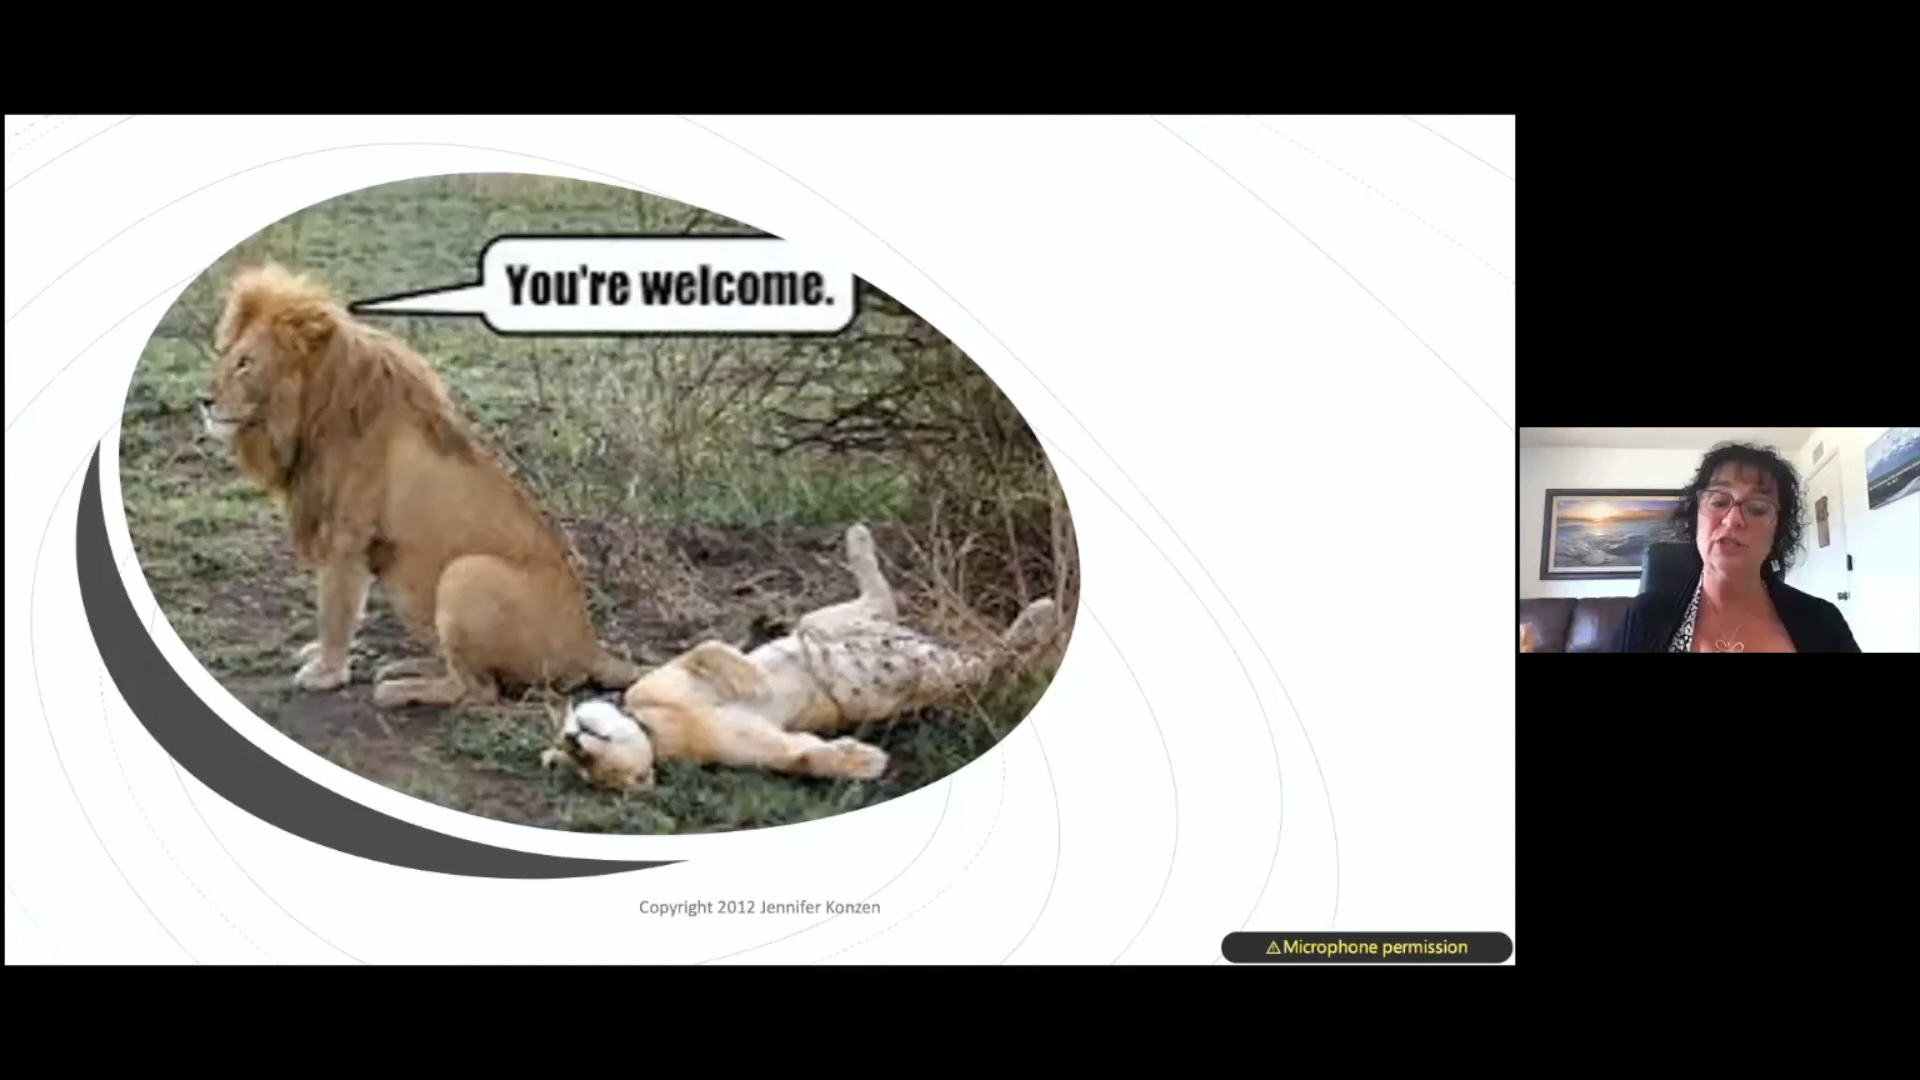 You're welcome.
Copyright 2012 Jennifer Konzen
⚠Microphone permission